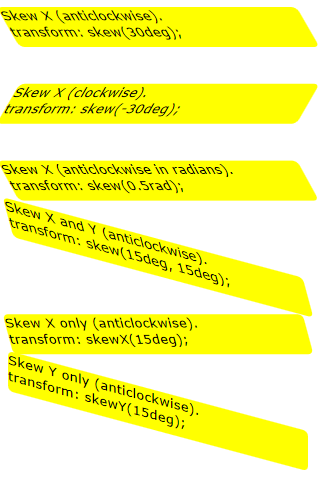 Skew X (anticlockwise).
transform: skew(30deg);
Skew X (clockwise).
transform: skew(-30deg);
Skew X (anticlockwise in radians).
transform: skew(0.5rad);
Skew X and Y (anticlockwise).
transform: skew(15deg, 15deg);
Skew X only (anticlockwise).
transform: skewX(15deg);
Skew Y only (anticlockwise).
transform: skewY(15deg);